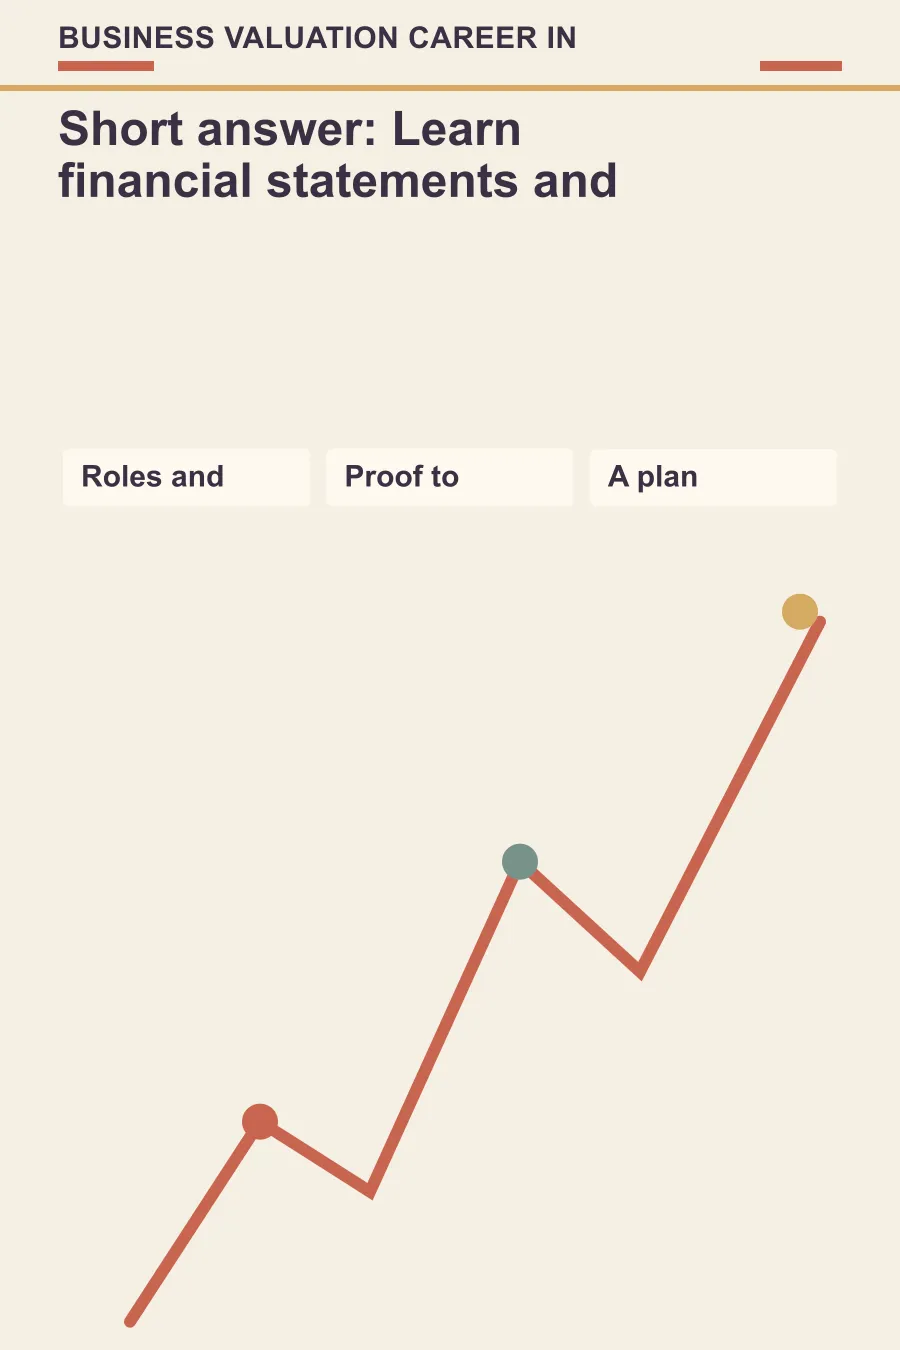 BUSINESS VALUATION CAREER IN
Short answer: Learn
financial statements and
Roles and
Proof to
A plan